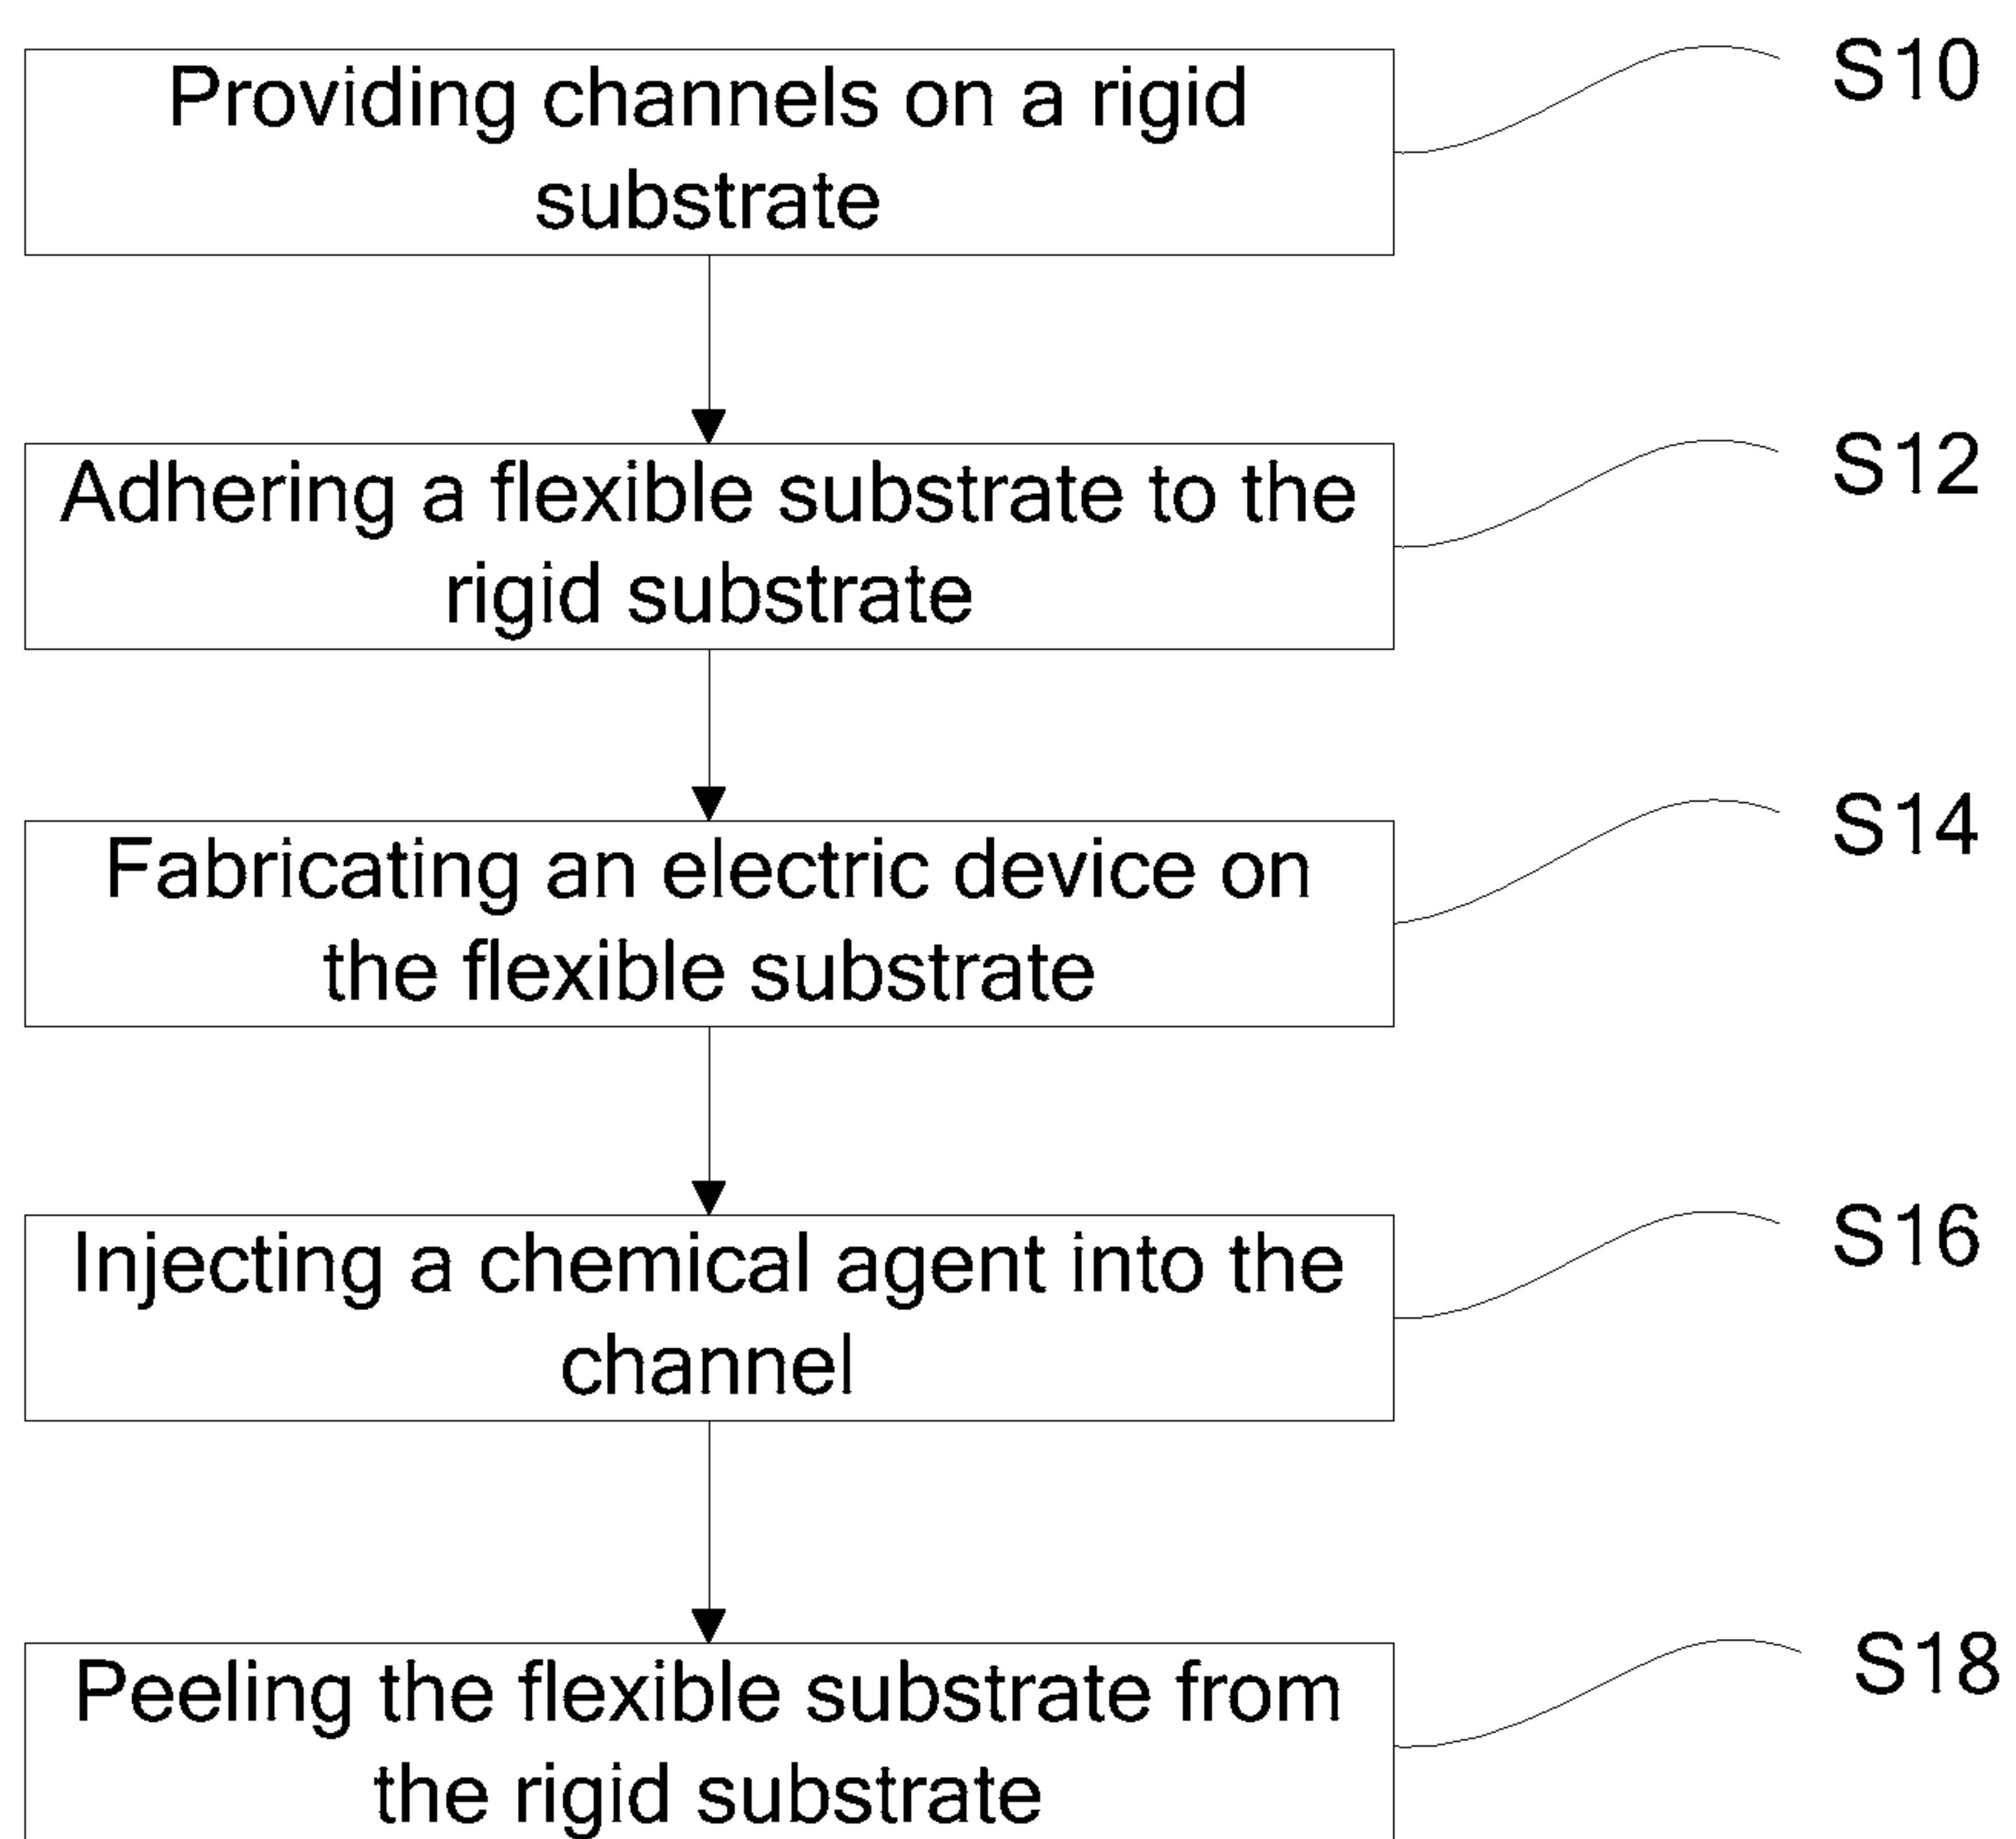 Providing channels on a rigid
substrate
S10
Adhering a flexible substrate to the
rigid substrate
S12
Fabricating an electric device on
the flexible substrate
S14
Injecting a chemical agent into the
channel
S16
Peeling the flexible substrate from
the rigid substrate
S18